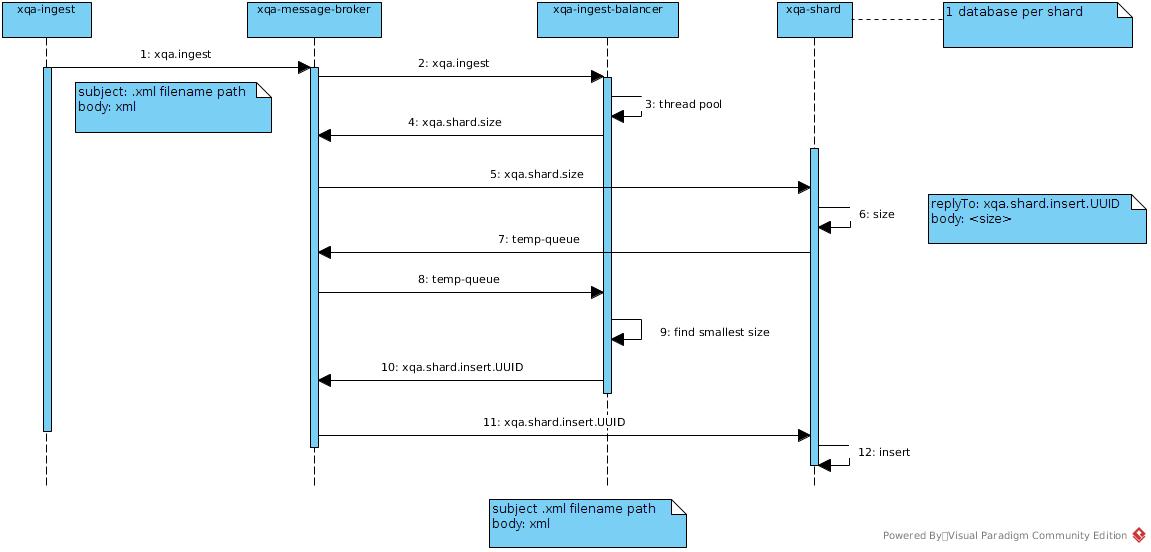 xqa-ingest
xqa-message-broker
xqa-ingest-balancer
xqa-shard
1 database per shard
1: xqa.ingest
2: xqa.ingest
subject: .xml filename path
body: xml
3: thread pool
4: xqa.shard.size
5: xqa.shard.size
6: size
replyTo: xqa.shard.insert.UUID
body: <size>
7: temp-queue
8: temp-queue
9: find smallest size
10: xqa.shard.insert.UUID
11: xqa.shard.insert.UUID
12: insert
subject .xml filename path
body: xml
Powered By Visual Paradigm Community Edition